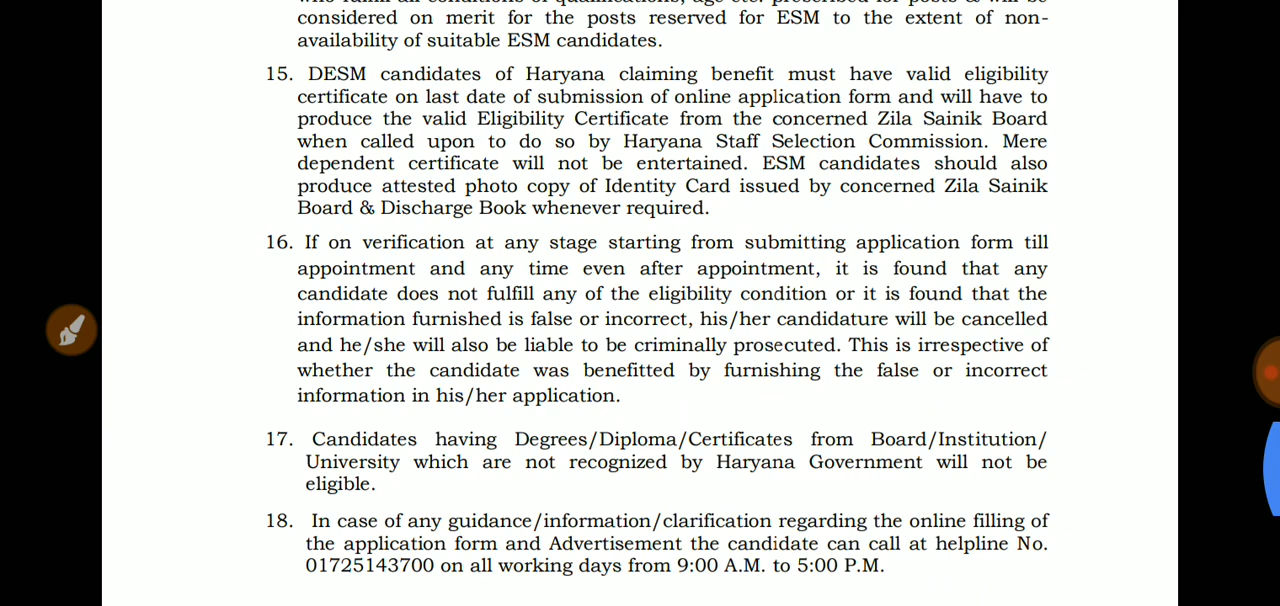 considered on merit for the posts reserved for ESM to the extent of non-
availability of suitable ESM candidates.
15. DESM candidates of Haryana claiming benefit must have valid eligibility
certificate on last date of submission of online application form and will have to
produce the valid Eligibility Certificate from the concerned Zila Sainik Board
when called upon to do so by Haryana Staff Selection Commission. Mere
dependent certificate will not be entertained. ESM candidates should also
produce attested photo copy of Identity Card issued by concerned Zila Sainik
Board & Discharge Book whenever required.
16. If on verification at any stage starting from submitting application form till
appointment and any time even after appointment, it is found that any
candidate does not fulfill any of the eligibility condition or it is found that the
information furnished is false or incorrect, his/her candidature will be cancelled
and he/she will also be liable to be criminally prosecuted. This is irrespective of
whether the candidate was benefitted by furnishing the false or incorrect
information in his/her application.
17. Candidates having Degrees/Diploma/Certificates from Board/Institution/
University which are not recognized by Haryana Government will not be
eligible.
18. In case of any guidance/information/clarification regarding the online filling of
the application form and Advertisement the candidate can call at helpline No.
01725143700 on all working days from 9:00 A.M. to 5:00 P.M.